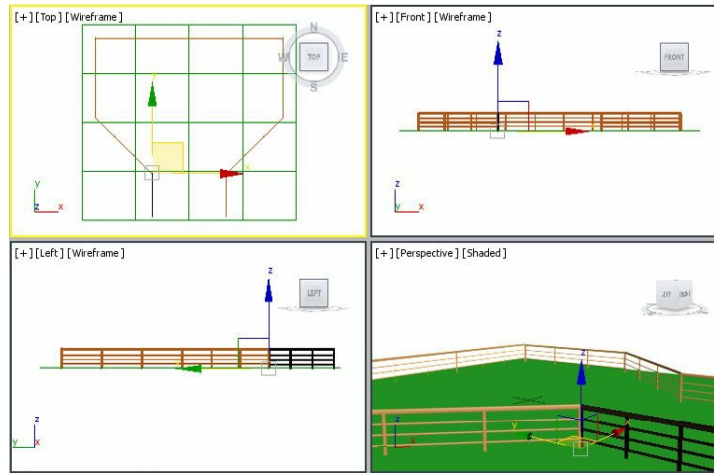 [+] [Top] [Wireframe]
N
W
TOP
E
S
y
x
y
z
x
[+] [Front] [Wireframe]
FRONT
z
x
z
y
x
[+] [Left] [Wireframe]
LEFT
z
z
y
x
[+] [Perspective] [Shaded]
LEFT
FRONT
z
y
x
z
x